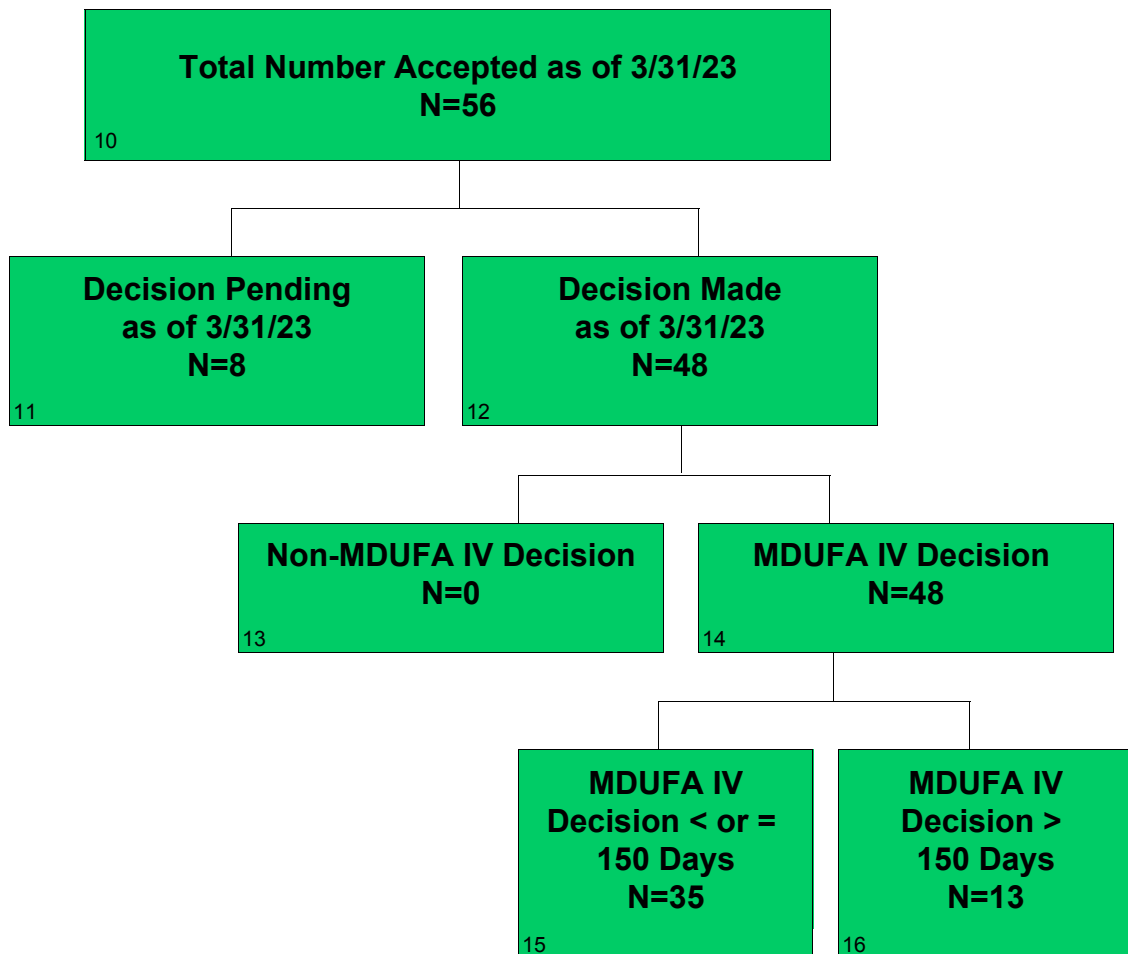 Total Number Accepted as of 3/31/23
N=56
10
Decision Pending
as of 3/31/23
N=8
11
Decision Made
as of 3/31/23
N=48
12
Non-MDUFA IV Decision
N=0
13
MDUFA IV Decision
N=48
14
MDUFA IV
Decision < or =
150 Days
N=35
15
MDUFA IV
Decision >
150 Days
N=13
16